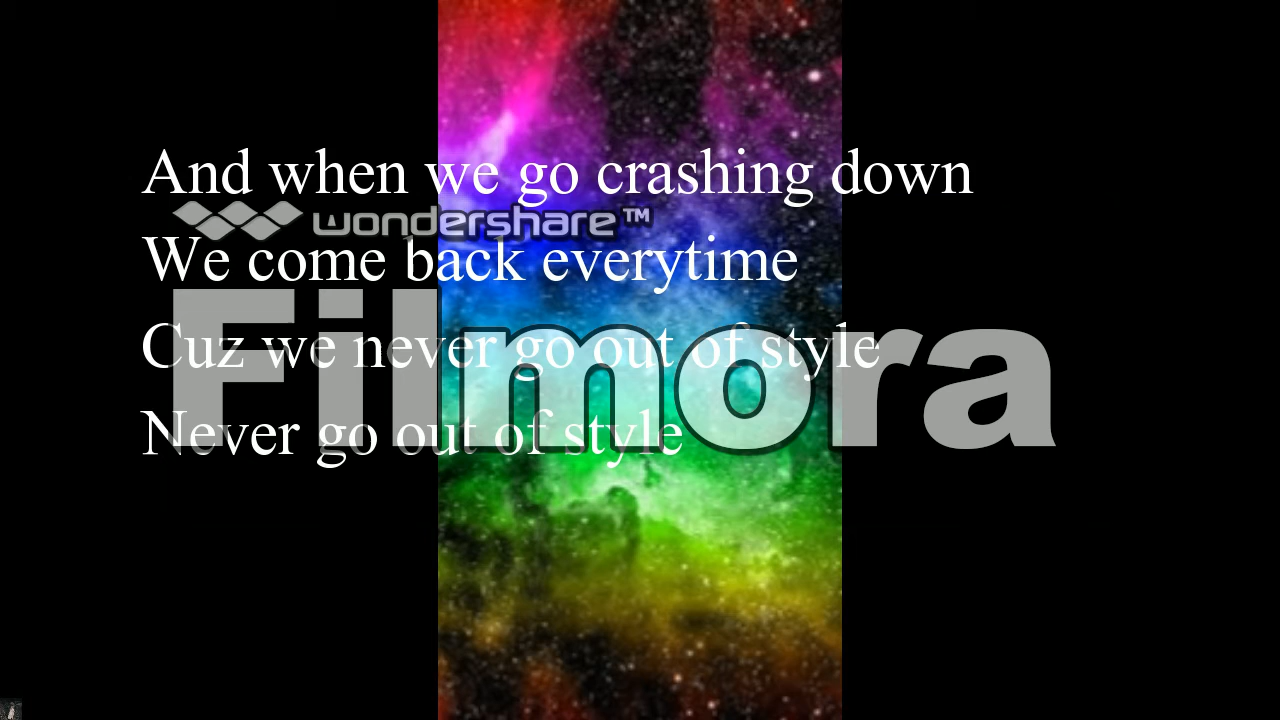 And when we go crashing down
wondershare™
We come back everytime
Filmora
Cuz we never go out of style
Never go out of style